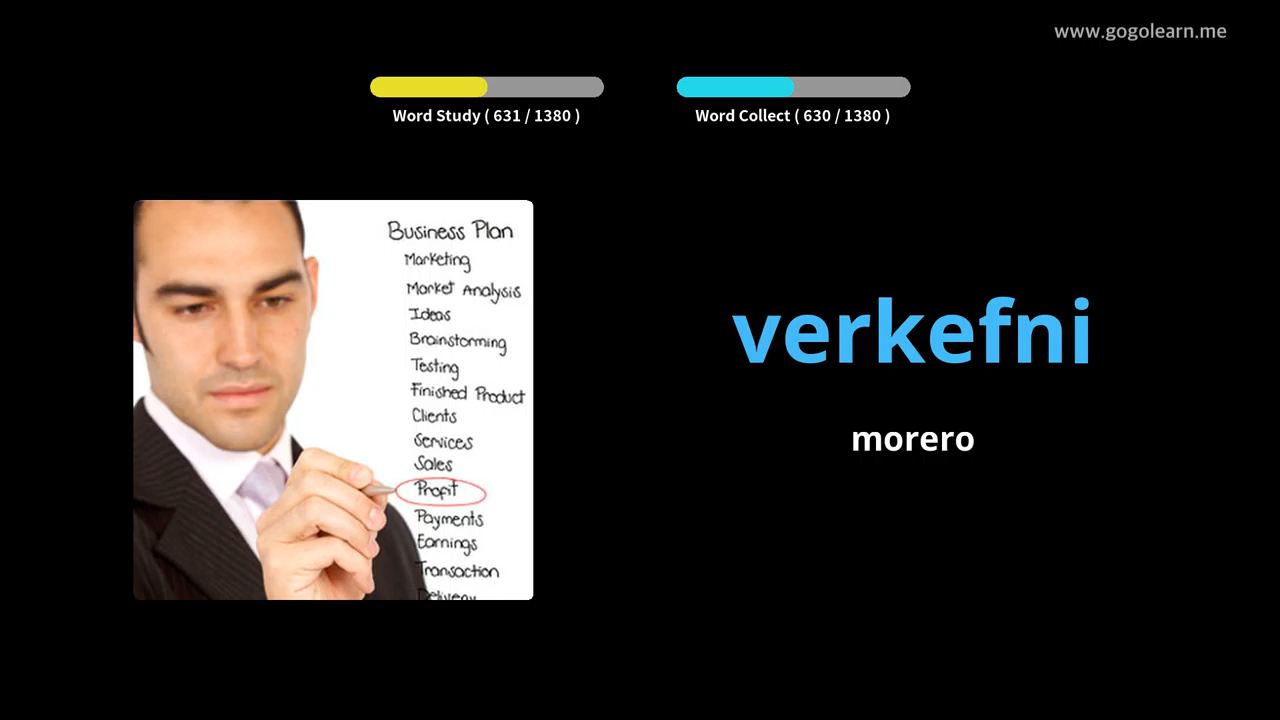 www.gogolearn.me
Word Study ( 631 / 1380 )
Word Collect ( 630 / 1380 )
Business Plan
Marketing
Market Analysis
Ideas
Brainstorming
Testing
Finished Product
Clients
Services
Sales
Profit
Payments
Earnings
Transaction
Delivery
verkefni
morero